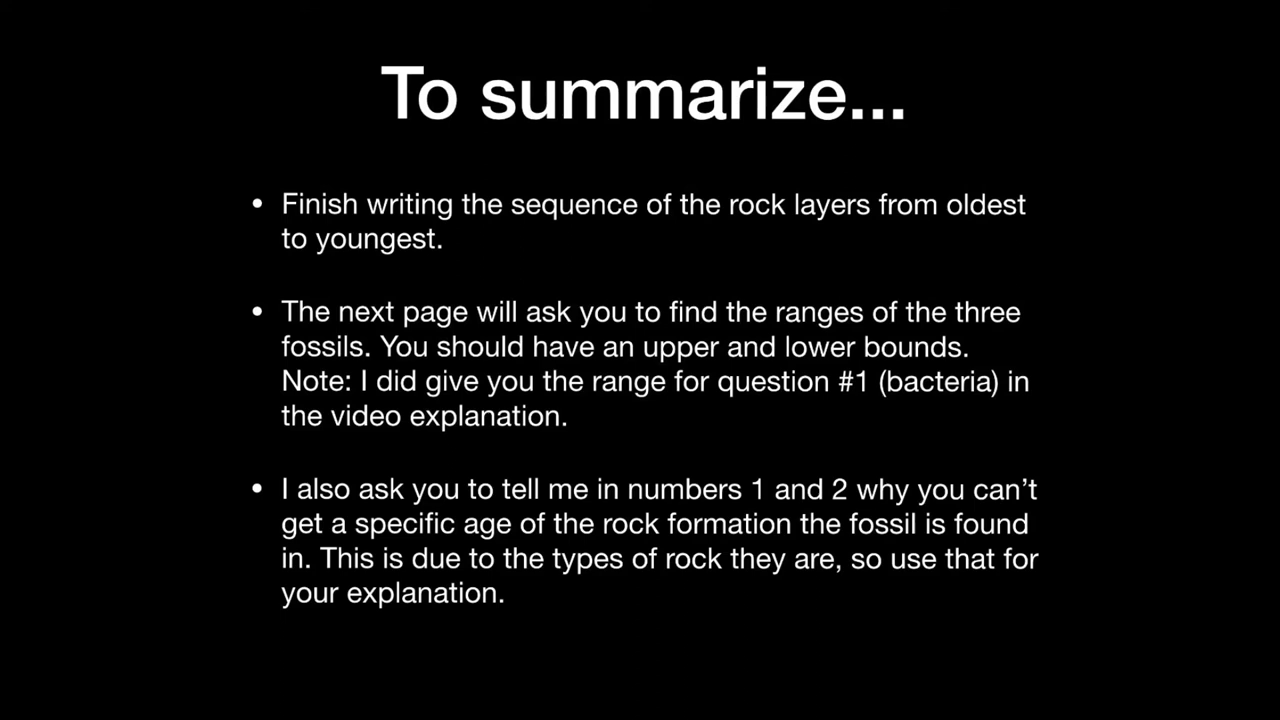 To summarize...
• Finish writing the sequence of the rock layers from oldest
to youngest.
• The next page will ask you to find the ranges of the three
fossils. You should have an upper and lower bounds.
Note: I did give you the range for question #1 (bacteria) in
the video explanation.
• I also ask you to tell me in numbers 1 and 2 why you can’t
get a specific age of the rock formation the fossil is found
in. This is due to the types of rock they are, so use that for
your explanation.